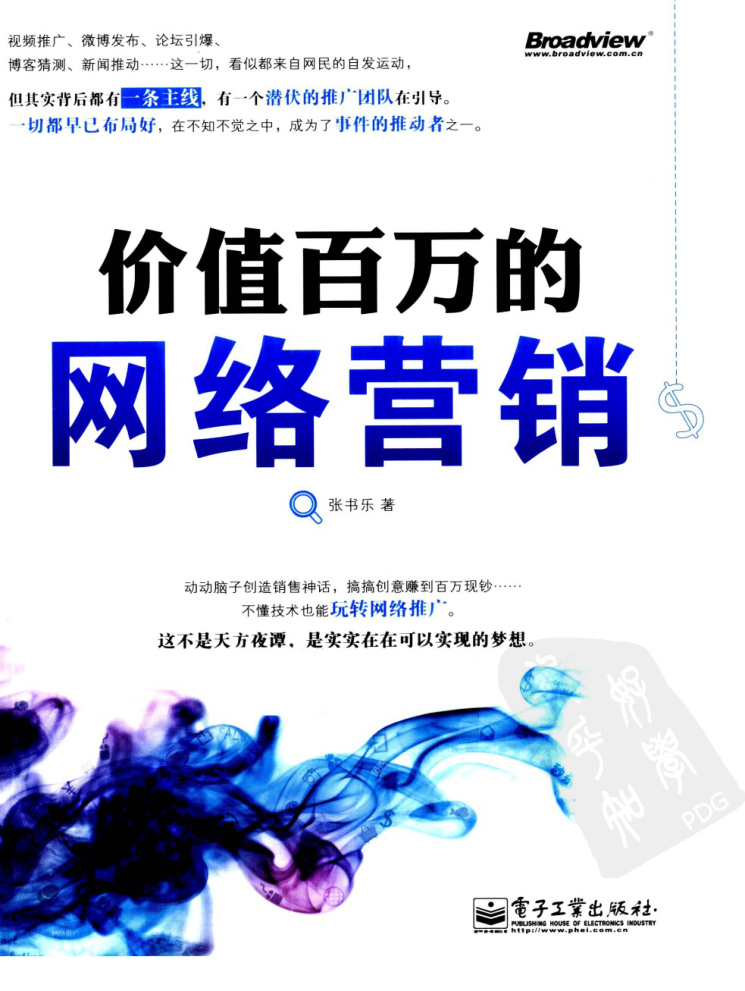 视频推广、微博发布、论坛引爆、
博客猜测、新闻推动……这一切，看似都来自网民的自发运动，
但其实背后都有一条主线，有一个潜伏的推广团队在引导。
一切都早已布局好，在不知不觉之中，成为了事件的推动者之一。
Broadview®
www.broadview.com.cn
价值百万的
网络营销
张书乐 著
动动脑子创造销售神话，搞搞创意赚到百万现钞……
不懂技术也能玩转网络推广。
这不是天方夜谭，是实实在在可以实现的梦想。
好學
PDG
電子工業出版社·
PUBLISHING HOUSE OF ELECTRONICS INDUSTRY
PHEI http://www.phei.com.cn